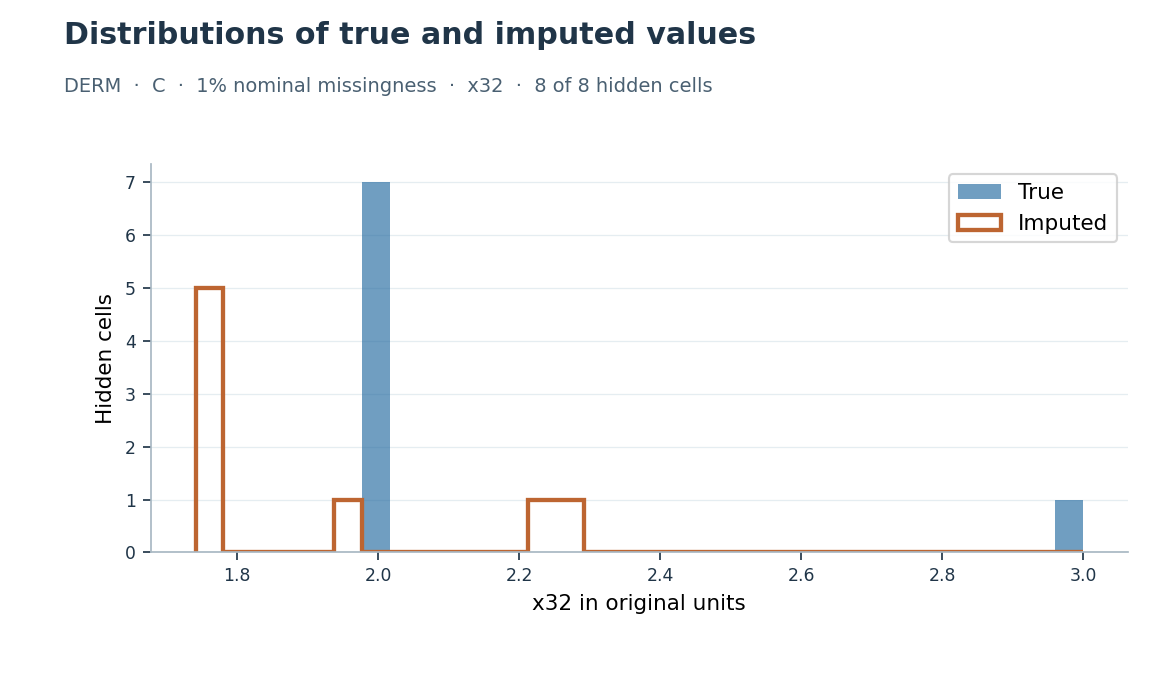 Distributions of true and imputed values
DERM · C · 1% nominal missingness · x32 · 8 of 8 hidden cells
True
Imputed
Hidden cells
7
6
5
4
3
2
1
0
1.8 2.0 2.2 2.4 2.6 2.8 3.0
x32 in original units